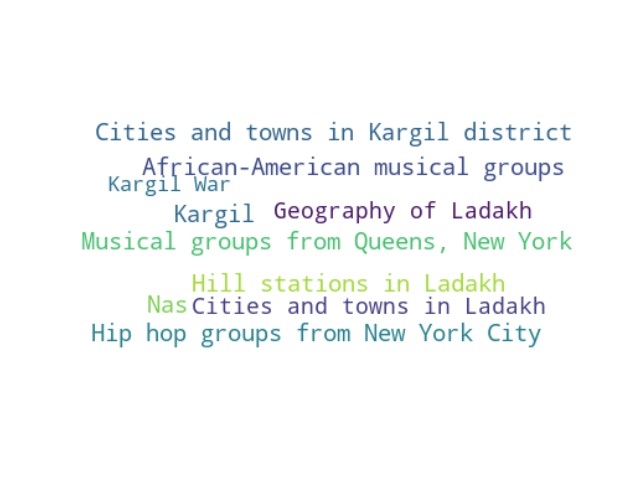 Cities and towns in Kargil district
African-American musical groups
Kargil War
Kargil
Geography of Ladakh
Musical groups from Queens, New York
Hill stations in Ladakh
Nas
Cities and towns in Ladakh
Hip hop groups from New York City